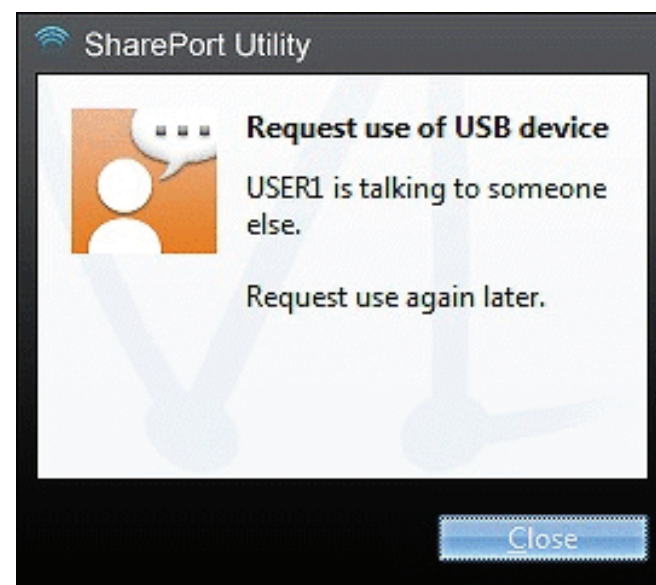 SharePort Utility
Request use of USB device
USER1 is talking to someone
else.
Request use again later.
Close